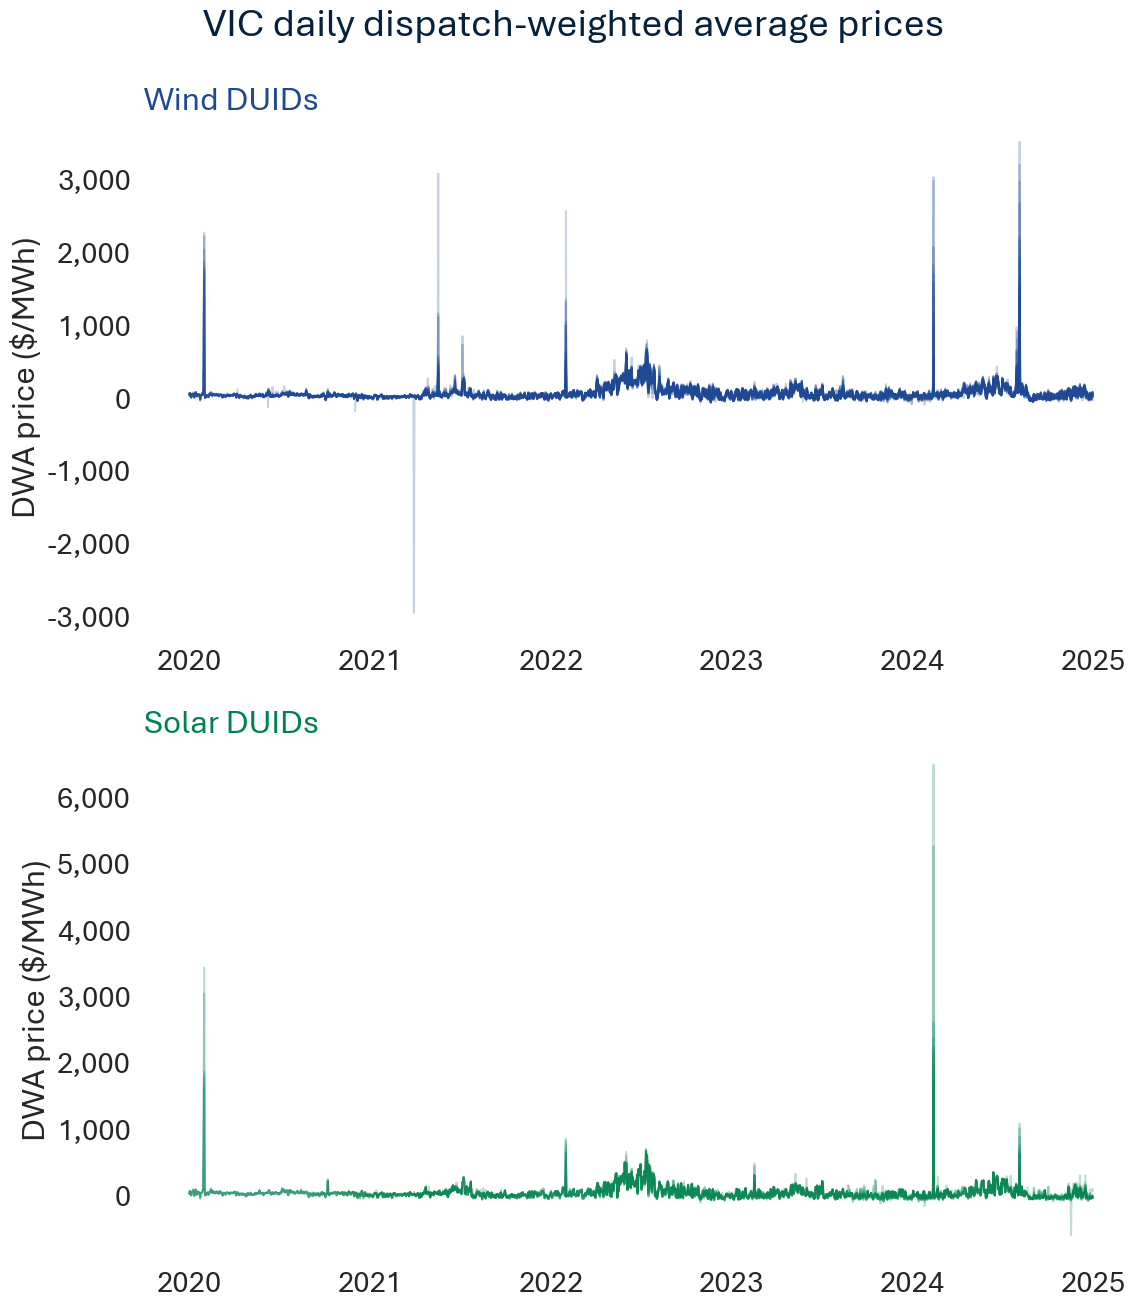 VIC daily dispatch-weighted average prices
Wind DUIDs
DWA price ($/MWh)
3,000
2,000
1,000
0
-1,000
-2,000
-3,000
2020 2021 2022 2023 2024 2025
Solar DUIDs
DWA price ($/MWh)
6,000
5,000
4,000
3,000
2,000
1,000
0
2020 2021 2022 2023 2024 2025